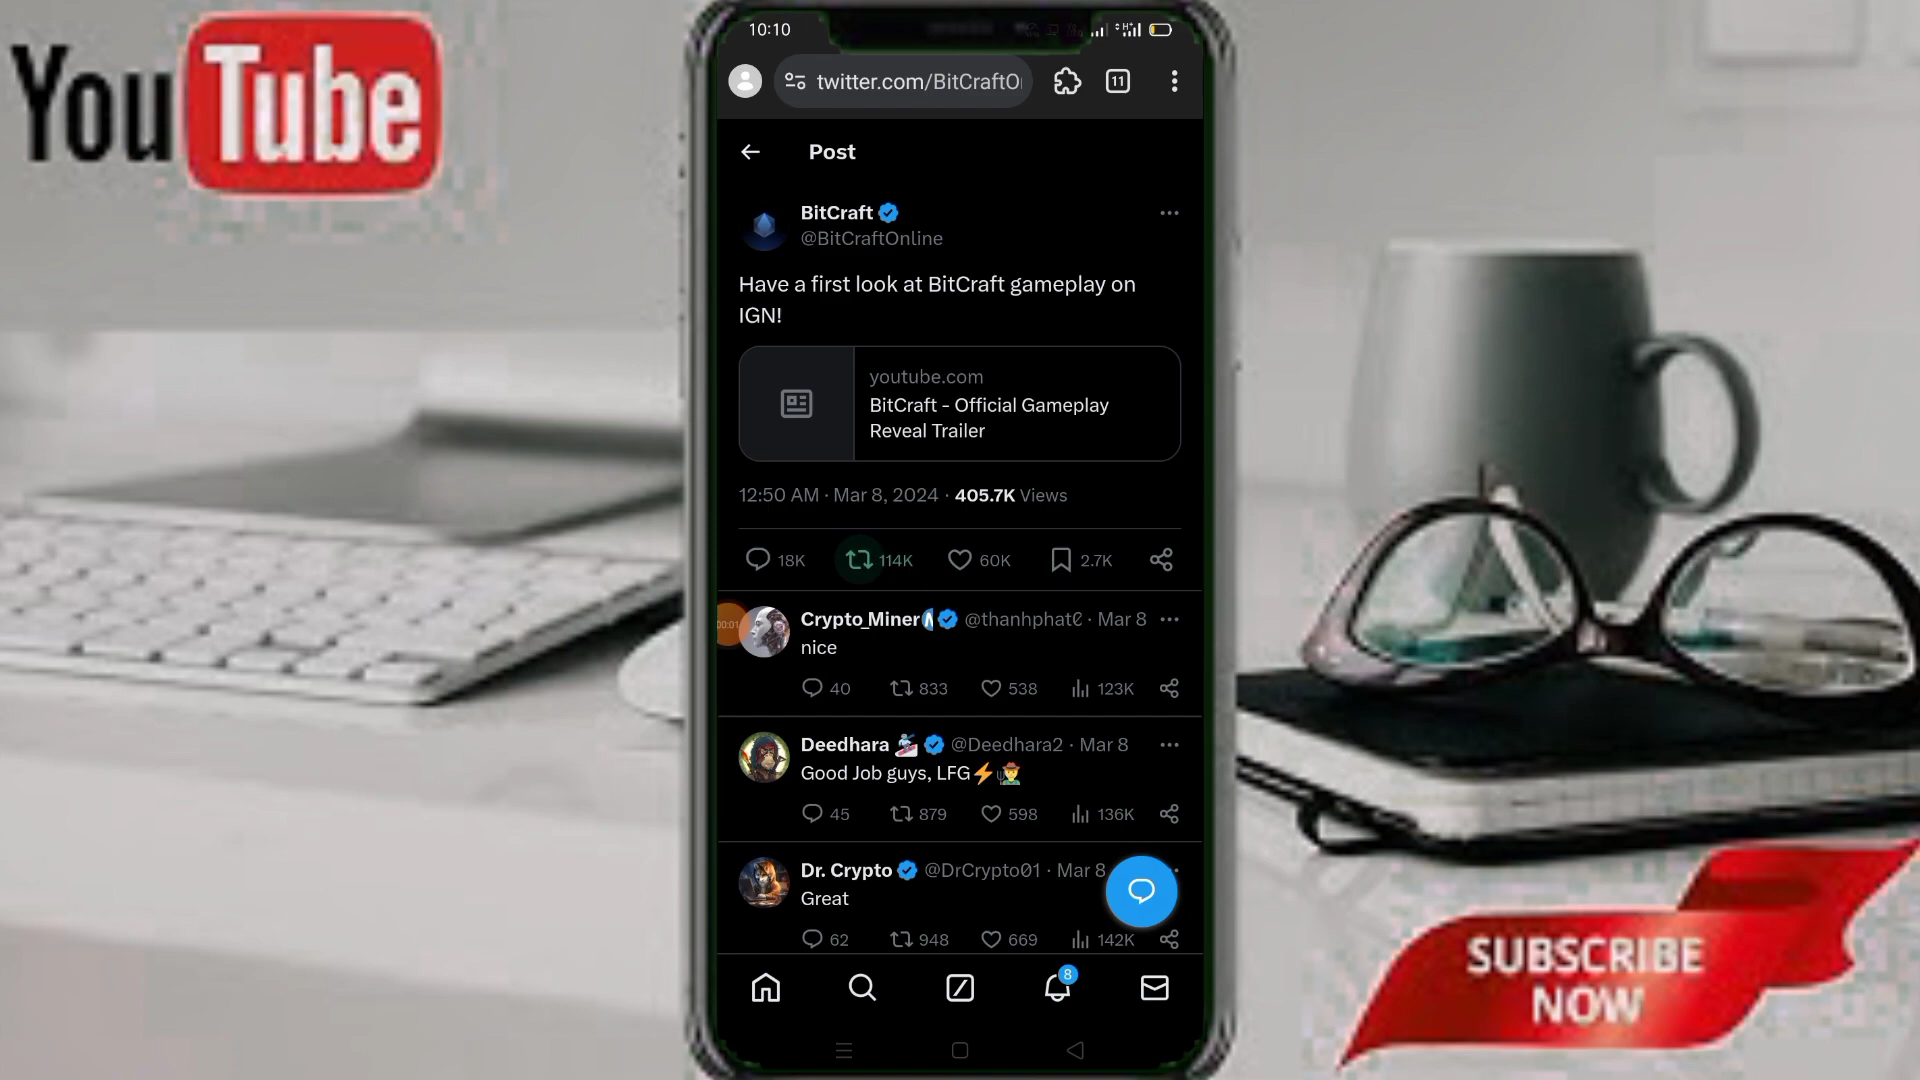 YouTube
10:10
twitter.com/BitCraftO
11
Post
BitCraft
@BitCraftOnline
Have a first look at BitCraft gameplay on
IGN!
youtube.com
BitCraft - Official Gameplay
Reveal Trailer
12:50 AM · Mar 8, 2024 · 405.7K Views
18K 114K 60K 2.7K
00:01
Crypto_Miner @thanhphat · Mar 8
nice
40 833 538 123K
Deedhara @Deedhara2 · Mar 8
Good Job guys, LFG
45 879 598 136K
Dr. Crypto @DrCrypto01 · Mar 8
Great
62 948 669 142K
8
SUBSCRIBE
NOW